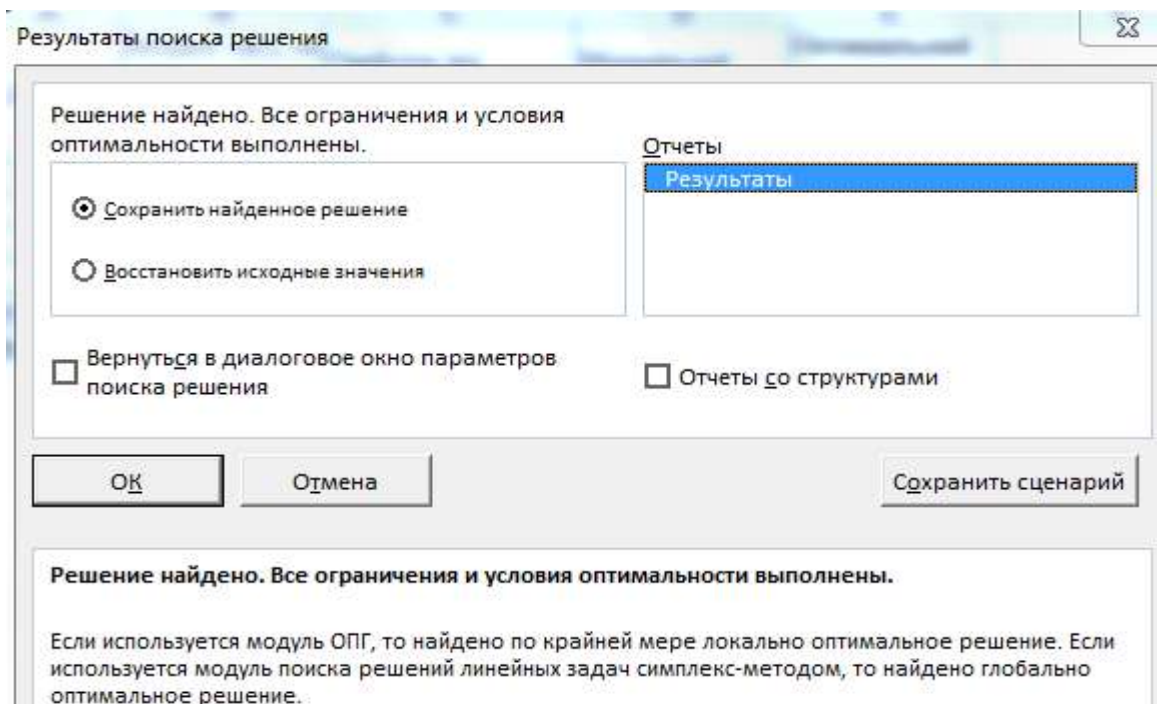 Результаты поиска решения
Решение найдено. Все ограничения и условия
оптимальности выполнены.
Отчеты
Результаты
Сохранить найденное решение
Восстановить исходные значения
Вернуться в диалоговое окно параметров
поиска решения
Отчеты со структурами
ОК
Отмена
Сохранить сценарий
Решение найдено. Все ограничения и условия оптимальности выполнены.
Если используется модуль ОПГ, то найдено по крайней мере локально оптимальное решение. Если
используется модуль поиска решений линейных задач симплекс-методом, то найдено глобально
оптимальное решение.